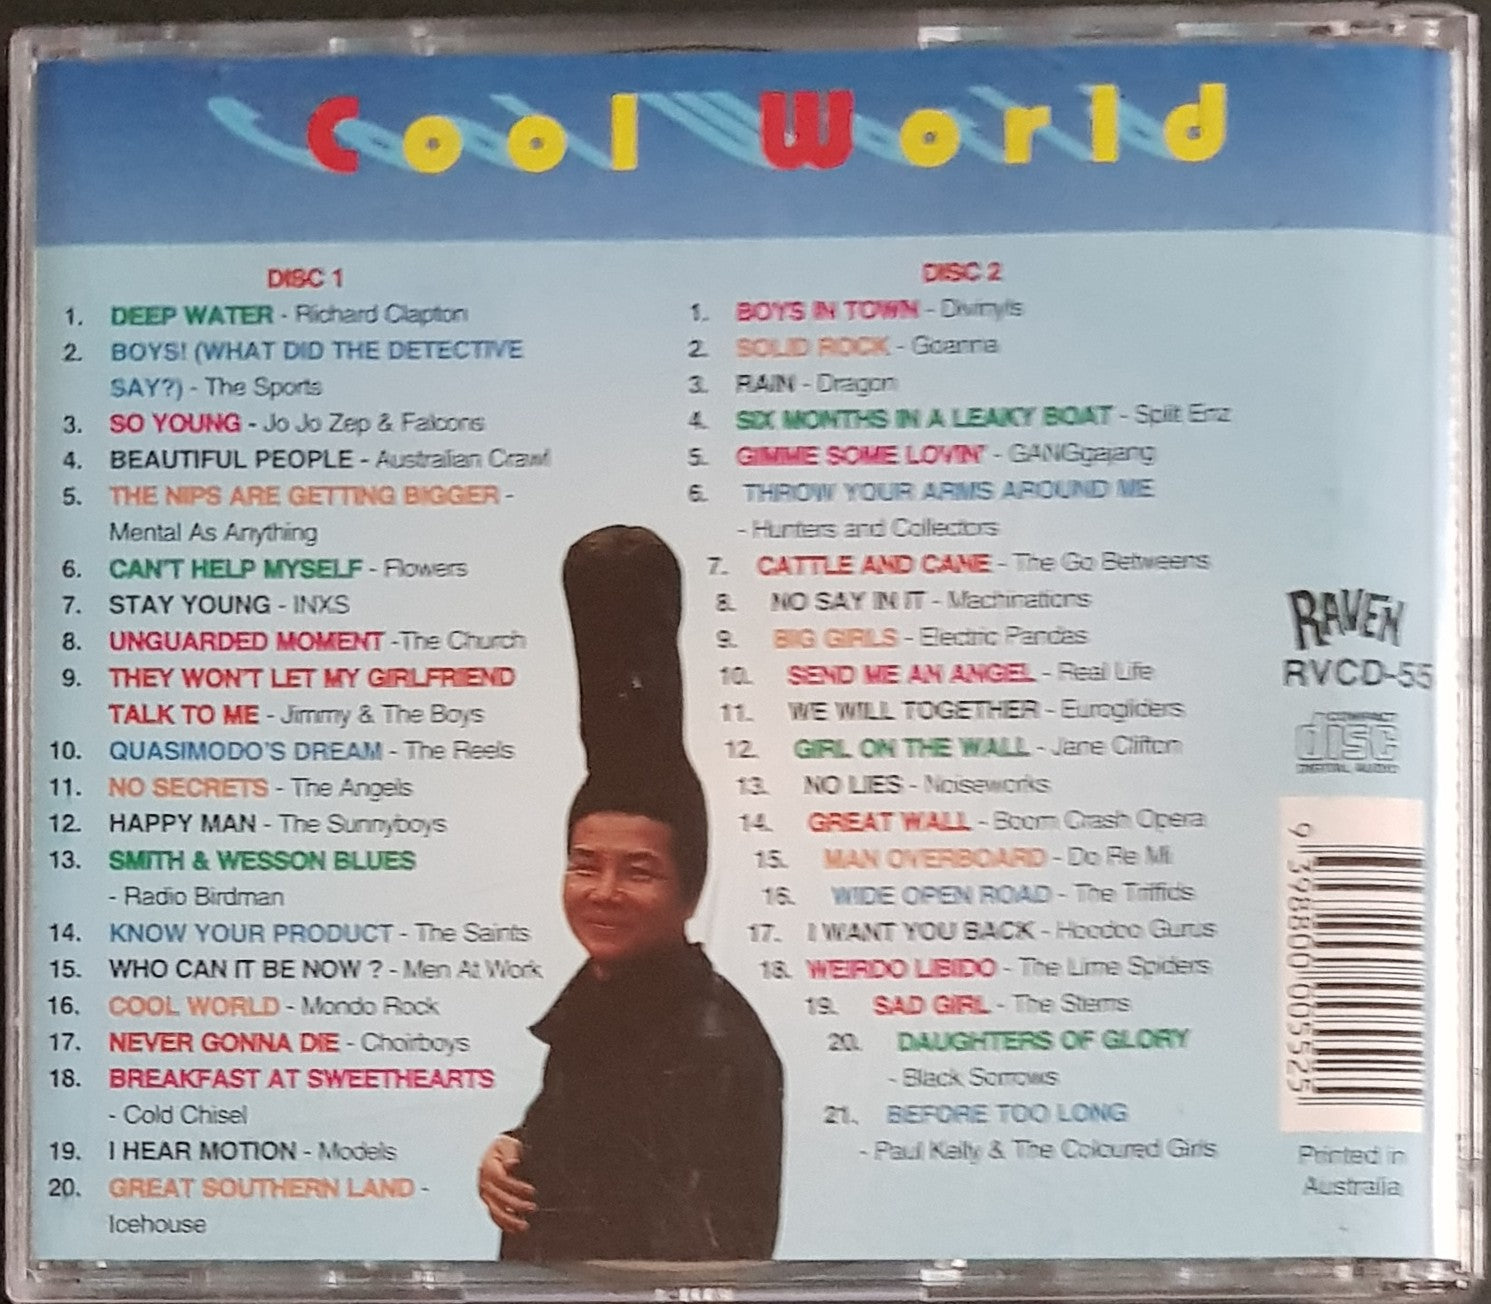 Cool World
DISC 1
1. DEEP WATER - Richard Clapton
2. BOYS! (WHAT DID THE DETECTIVE
SAY?) - The Sports
3. SO YOUNG - Jo Jo Zep & Falcons
4. BEAUTIFUL PEOPLE - Australian Crawl
5. THE NIPS ARE GETTING BIGGER -
Mental As Anything
6. CAN'T HELP MYSELF - Flowers
7. STAY YOUNG - INXS
8. UNGUARDED MOMENT -The Church
9. THEY WON'T LET MY GIRLFRIEND
TALK TO ME - Jimmy & The Boys
10. QUASIMODO'S DREAM - The Reels
11. NO SECRETS - The Angels
12. HAPPY MAN - The Sunnyboys
13. SMITH & WESSON BLUES
- Radio Birdman
14. KNOW YOUR PRODUCT - The Saints
15. WHO CAN IT BE NOW ? - Men At Work
16. COOL WORLD - Mondo Rock
17. NEVER GONNA DIE - Choirboys
18. BREAKFAST AT SWEETHEARTS
- Cold Chisel
19. I HEAR MOTION - Models
20. GREAT SOUTHERN LAND -
Icehouse
DISC 2
1. BOYS IN TOWN - Divinyls
2. SOLID ROCK - Goanna
3. RAIN - Dragon
4. SIX MONTHS IN A LEAKY BOAT - Split Enz
5. GIMME SOME LOVIN' - GANGgajang
6. THROW YOUR ARMS AROUND ME
- Hunters and Collectors
7. CATTLE AND CANE - The Go Betweens
8. NO SAY IN IT - Machinations
9. BIG GIRLS - Electric Pandas
10. SEND ME AN ANGEL - Real Life
11. WE WILL TOGETHER - Eurogliders
12. GIRL ON THE WALL - Jane Clifton
13. NO LIES - Noiseworks
14. GREAT WALL - Boom Crash Opera
15. MAN OVERBOARD - Do Re Mi
16. WIDE OPEN ROAD - The Triffids
17. I WANT YOU BACK - Hoodoo Gurus
18. WEIRDO LIBIDO - The Lime Spiders
19. SAD GIRL - The Stems
20. DAUGHTERS OF GLORY
- Black Sorrows
21. BEFORE TOO LONG
- Paul Kelly & The Coloured Girls
RAVEN
RVCD-55
COMPACT
disc
DIGITAL AUDIO
9 398800 005525
Printed in
Australia